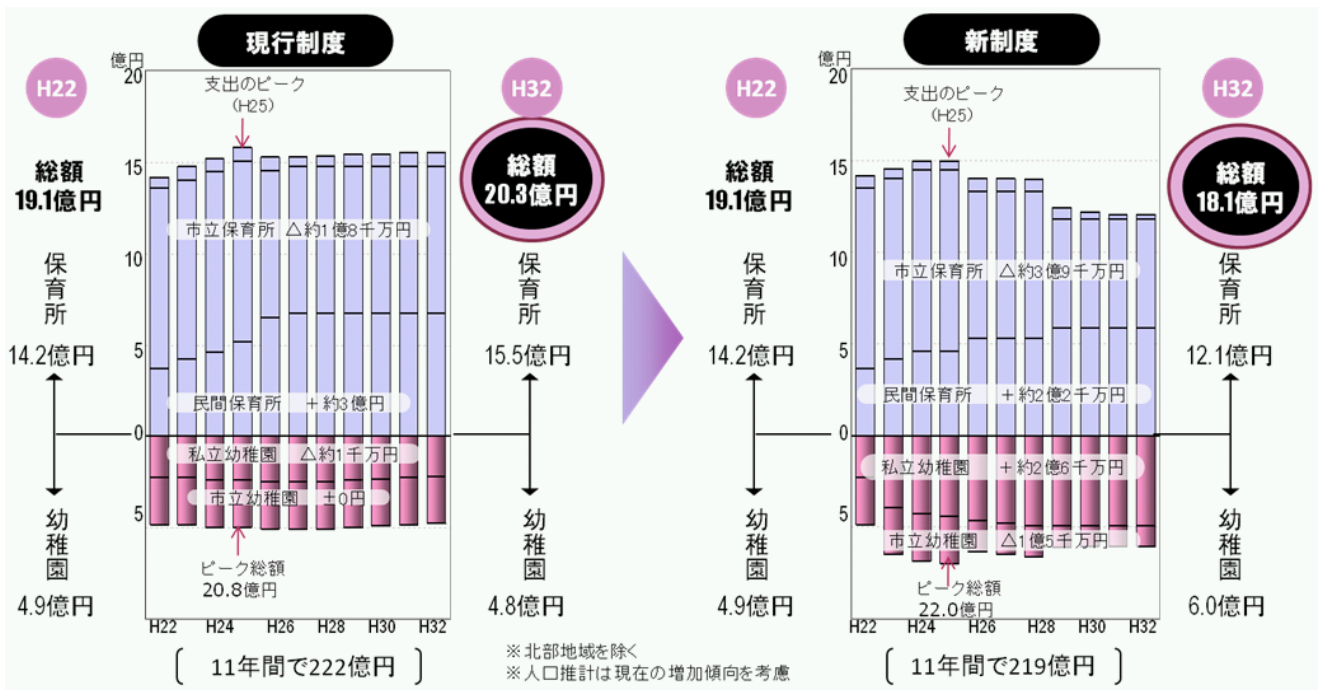 現行制度
億円
20
15
10
5
0
5
H22
総額
19.1億円
保育所
14.2億円
幼稚園
4.9億円
支出のピーク
(H25)
市立保育所 △約1億8千万円
民間保育所 +約3億円
私立幼稚園 △約1千万円
市立幼稚園 ±0円
ピーク総額
20.8億円
H22 H24 H26 H28 H30 H32
[ 11年間で222億円 ]
H32
総額
20.3億円
保育所
15.5億円
幼稚園
4.8億円
※北部地域を除く
※人口推計は現在の増加傾向を考慮
新制度
億円
20
15
10
5
0
5
H22
総額
19.1億円
保育所
14.2億円
幼稚園
4.9億円
支出のピーク
(H25)
市立保育所 △約3億9千万円
民間保育所 +約2億2千万円
私立幼稚園 +約2億6千万円
市立幼稚園 △1億5千万円
ピーク総額
22.0億円
H22 H24 H26 H28 H30 H32
[ 11年間で219億円 ]
H32
総額
18.1億円
保育所
12.1億円
幼稚園
6.0億円